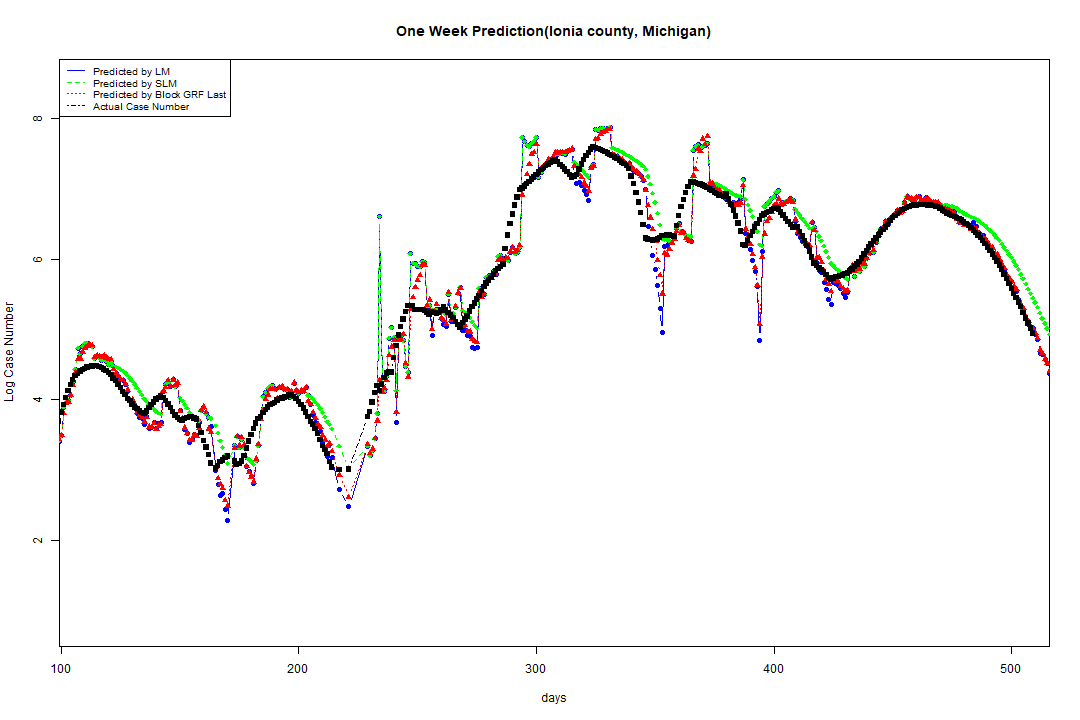 One Week Prediction(Ionia county, Michigan)
Predicted by LM
Predicted by SLM
Predicted by Block GRF Last
Actual Case Number
8
6
4
2
Log Case Number
100 200 300 400 500
days